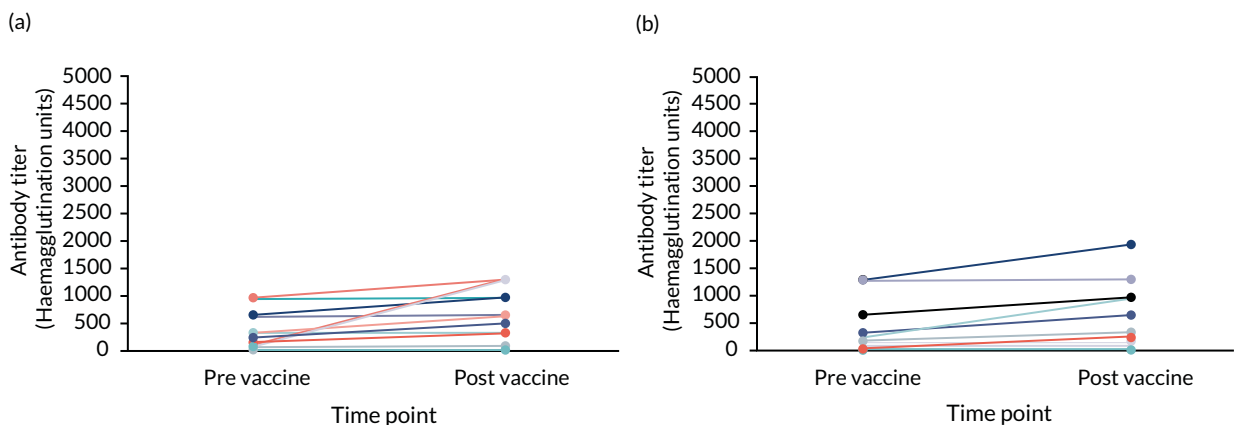 (a)
Antibody titer
(Haemagglutination units)
5000
4500
4000
3500
3000
2500
2000
1500
1000
500
0
Pre vaccine
Post vaccine
Time point
(b)
Antibody titer
(Haemagglutination units)
5000
4500
4000
3500
3000
2500
2000
1500
1000
500
0
Pre vaccine
Post vaccine
Time point